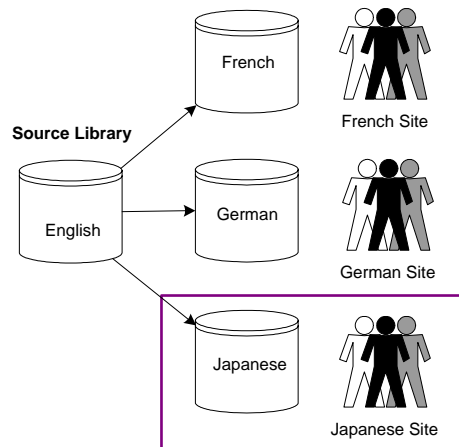 French
French Site
Source Library
English
German
German Site
Japanese
Japanese Site